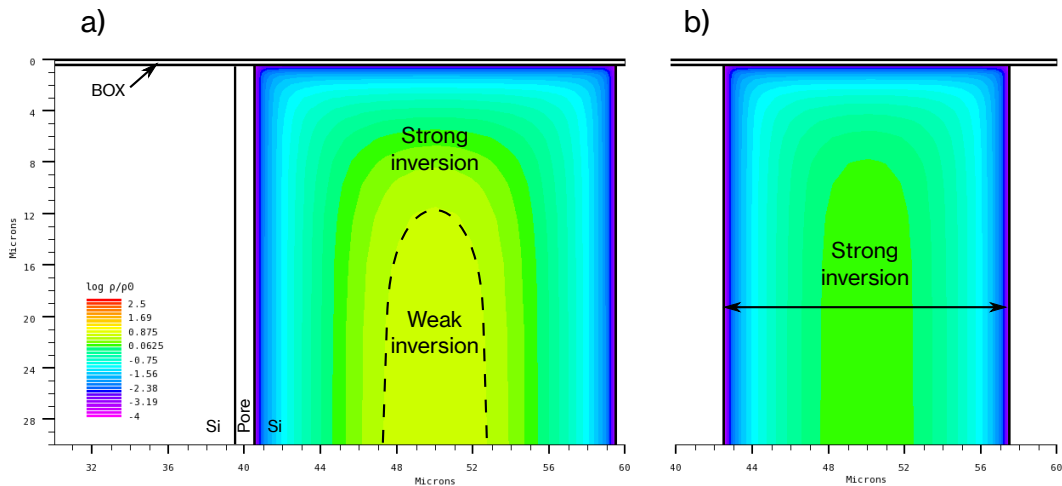 a)
b)
0
4
8
12
16
20
24
28
Microns
BOX
Strong
inversion
Weak
inversion
log ρ/ρ0
2.5
1.69
0.875
0.0625
-0.75
-1.56
-2.38
-3.19
-4
Si
Pore
Si
32
36
40
44
48
52
56
60
Microns
Strong
inversion
40
44
48
52
56
60
Microns